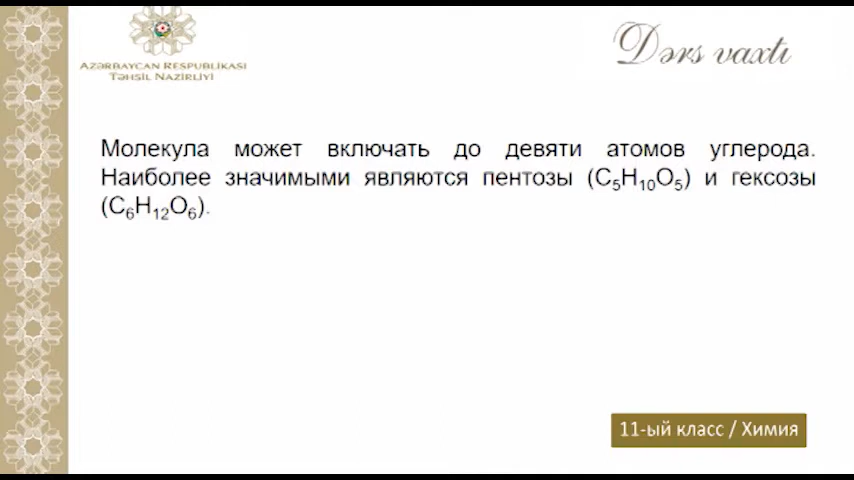 AZƏRBAYCAN RESPUBLİKASI
TƏHSİL NAZİRLİYİ
Dərs vaxtı
Молекула может включать до девяти атомов углерода.
Наиболее значимыми являются пентозы (C₅H₁₀O₅) и гексозы
(C₆H₁₂O₆).
11-ый класс / Химия